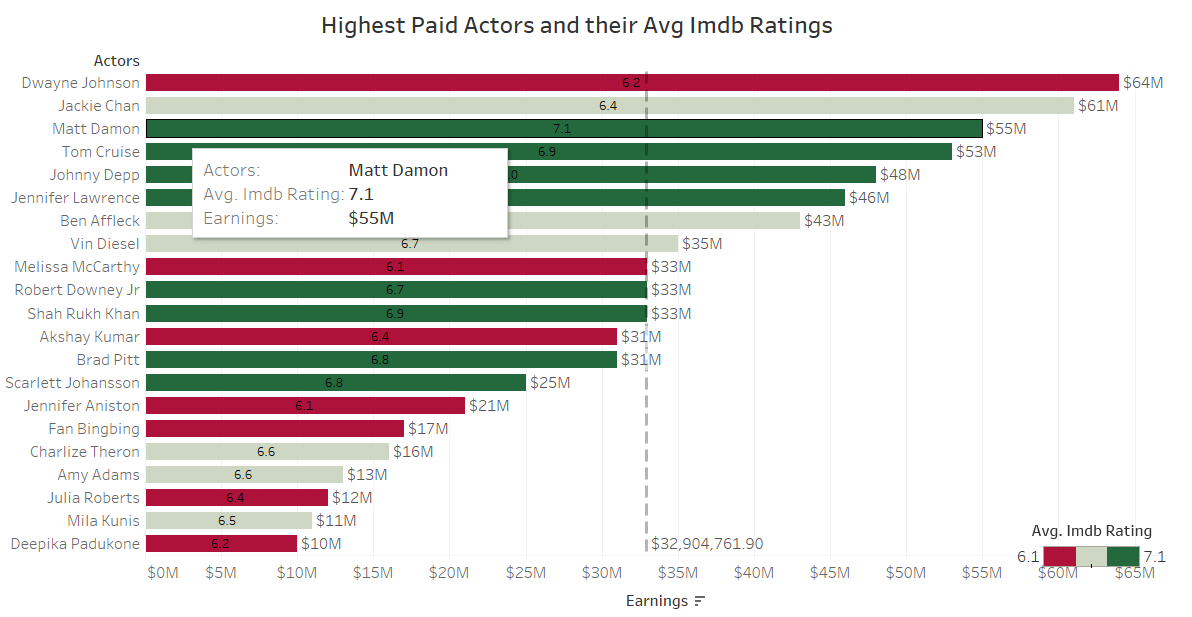 Highest Paid Actors and their Avg Imdb Ratings
Actors
Dwayne Johnson 6.2 $64M
Jackie Chan 6.4 $61M
Matt Damon 7.1 $55M
Tom Cruise 6.9 $53M
Johnny Depp .0 $48M
Jennifer Lawrence $46M
Ben Affleck $43M
Vin Diesel 6.7 $35M
Melissa McCarthy 6.1 $33M
Robert Downey Jr 6.7 $33M
Shah Rukh Khan 6.9 $33M
Akshay Kumar 6.4 $31M
Brad Pitt 6.8 $31M
Scarlett Johansson 6.8 $25M
Jennifer Aniston 6.1 $21M
Fan Bingbing $17M
Charlize Theron 6.6 $16M
Amy Adams 6.6 $13M
Julia Roberts 6.4 $12M
Mila Kunis 6.5 $11M
Deepika Padukone 6.2 $10M
Actors: Matt Damon
Avg. Imdb Rating: 7.1
Earnings: $55M
$32,904,761.90
Avg. Imdb Rating
6.1 7.1
$0M $5M $10M $15M $20M $25M $30M $35M $40M $45M $50M $55M $60M $65M
Earnings